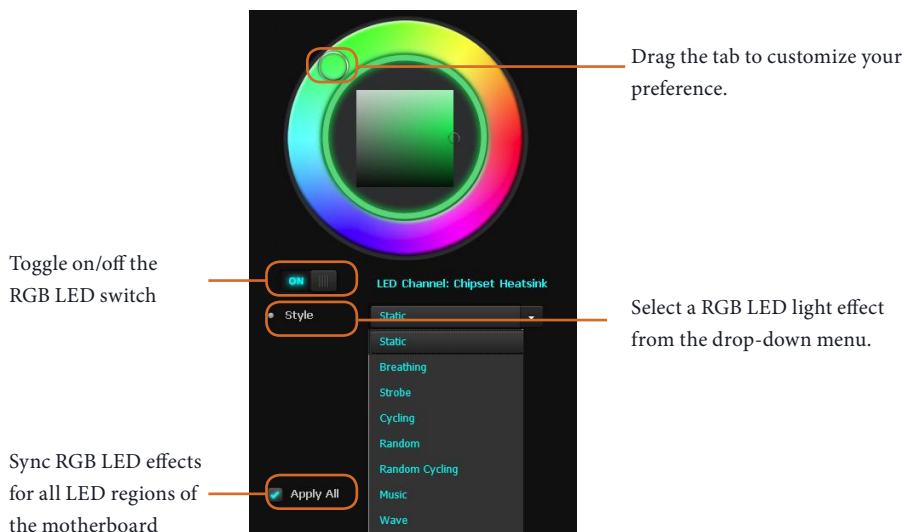 Drag the tab to customize your
preference.
Toggle on/off the
RGB LED switch
ON
LED Channel: Chipset Heatsink
Style
Static
Select a RGB LED light effect
from the drop-down menu.
Static
Breathing
Strobe
Cycling
Random
Random Cycling
Music
Wave
Sync RGB LED effects
for all LED regions of
the motherboard
Apply All